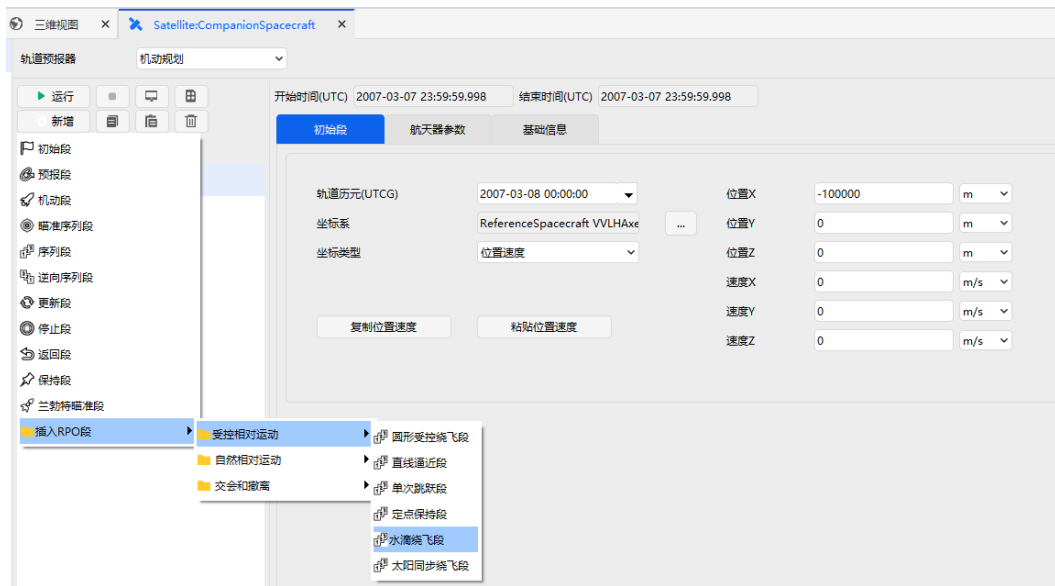 三维视图 × Satellite:CompanionSpacecraft ×
轨道预报器 机动规划
运行
开始时间(UTC) 2007-03-07 23:59:59.998 结束时间(UTC) 2007-03-07 23:59:59.998
新增
初始段 航天器参数 基础信息
初始段
预报段
机动段
瞄准序列段
序列段
逆向序列段
更新段
停止段
返回段
保持段
兰勃特瞄准段
插入RPO段
轨道历元(UTCG) 2007-03-08 00:00:00 位置X -100000 m
坐标系 ReferenceSpacecraft VVLHAxe ... 位置Y 0 m
坐标类型 位置速度 位置Z 0 m
速度X 0 m/s
速度Y 0 m/s
复制位置速度 粘贴位置速度
速度Z 0 m/s
受控相对运动
自然相对运动
交会和撤离
圆形受控绕飞段
直线逼近段
单次跳跃段
定点保持段
水滴绕飞段
太阳同步绕飞段